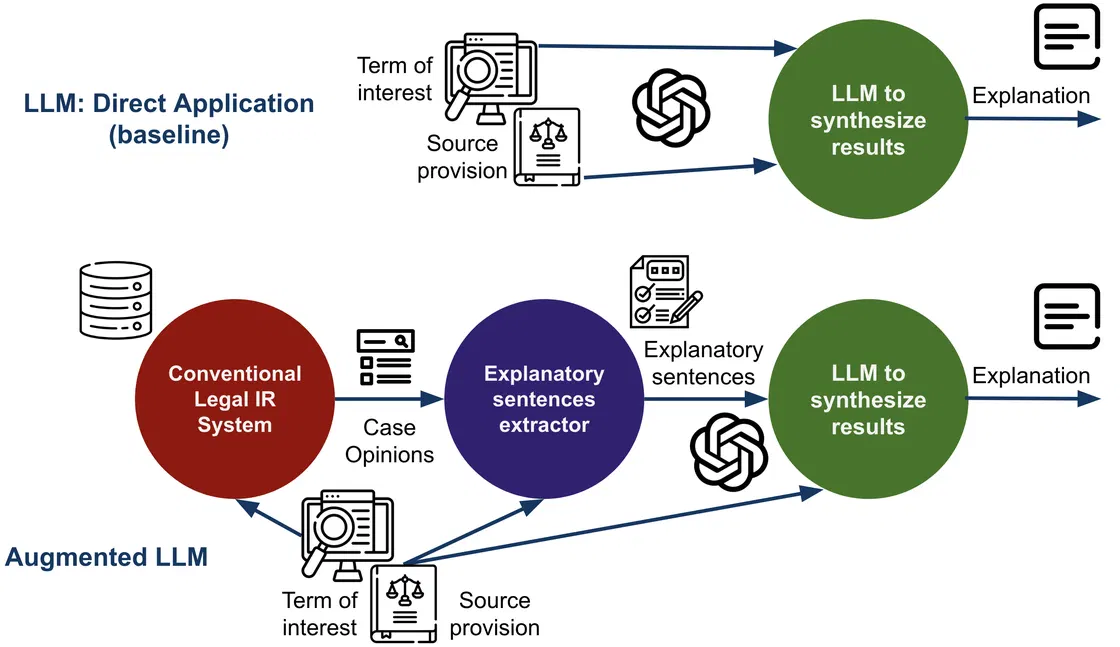 Term of
interest
LLM: Direct Application
(baseline)
Source
provision
LLM to
synthesize
results
Explanation
Conventional
Legal IR
System
Case
Opinions
Explanatory
sentences
extractor
Explanatory
sentences
LLM to
synthesize
results
Explanation
Augmented LLM
Term of
interest
Source
provision